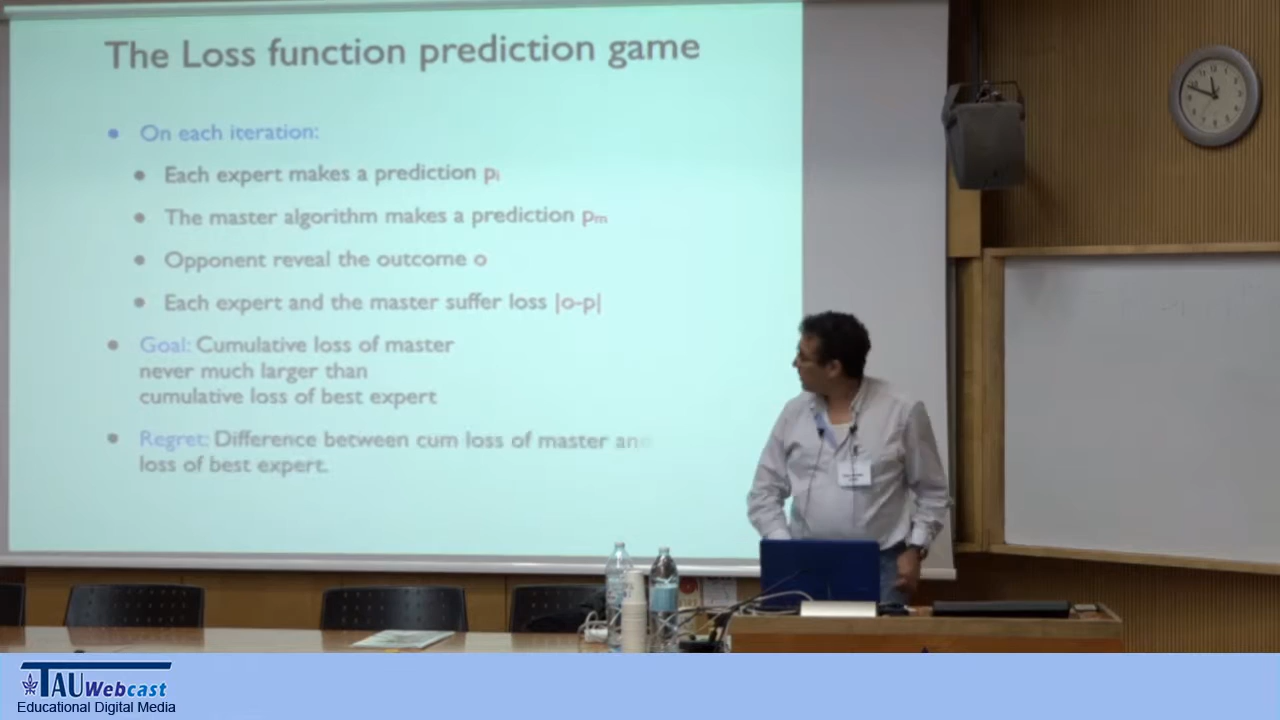 The Loss function prediction game
• On each iteration:
• Each expert makes a prediction pᵢ
• The master algorithm makes a prediction pₘ
• Opponent reveal the outcome o
• Each expert and the master suffer loss |o-p|
• Goal: Cumulative loss of master
never much larger than
cumulative loss of best expert
• Regret: Difference between cum loss of master and
loss of best expert.
TAU Webcast
Educational Digital Media